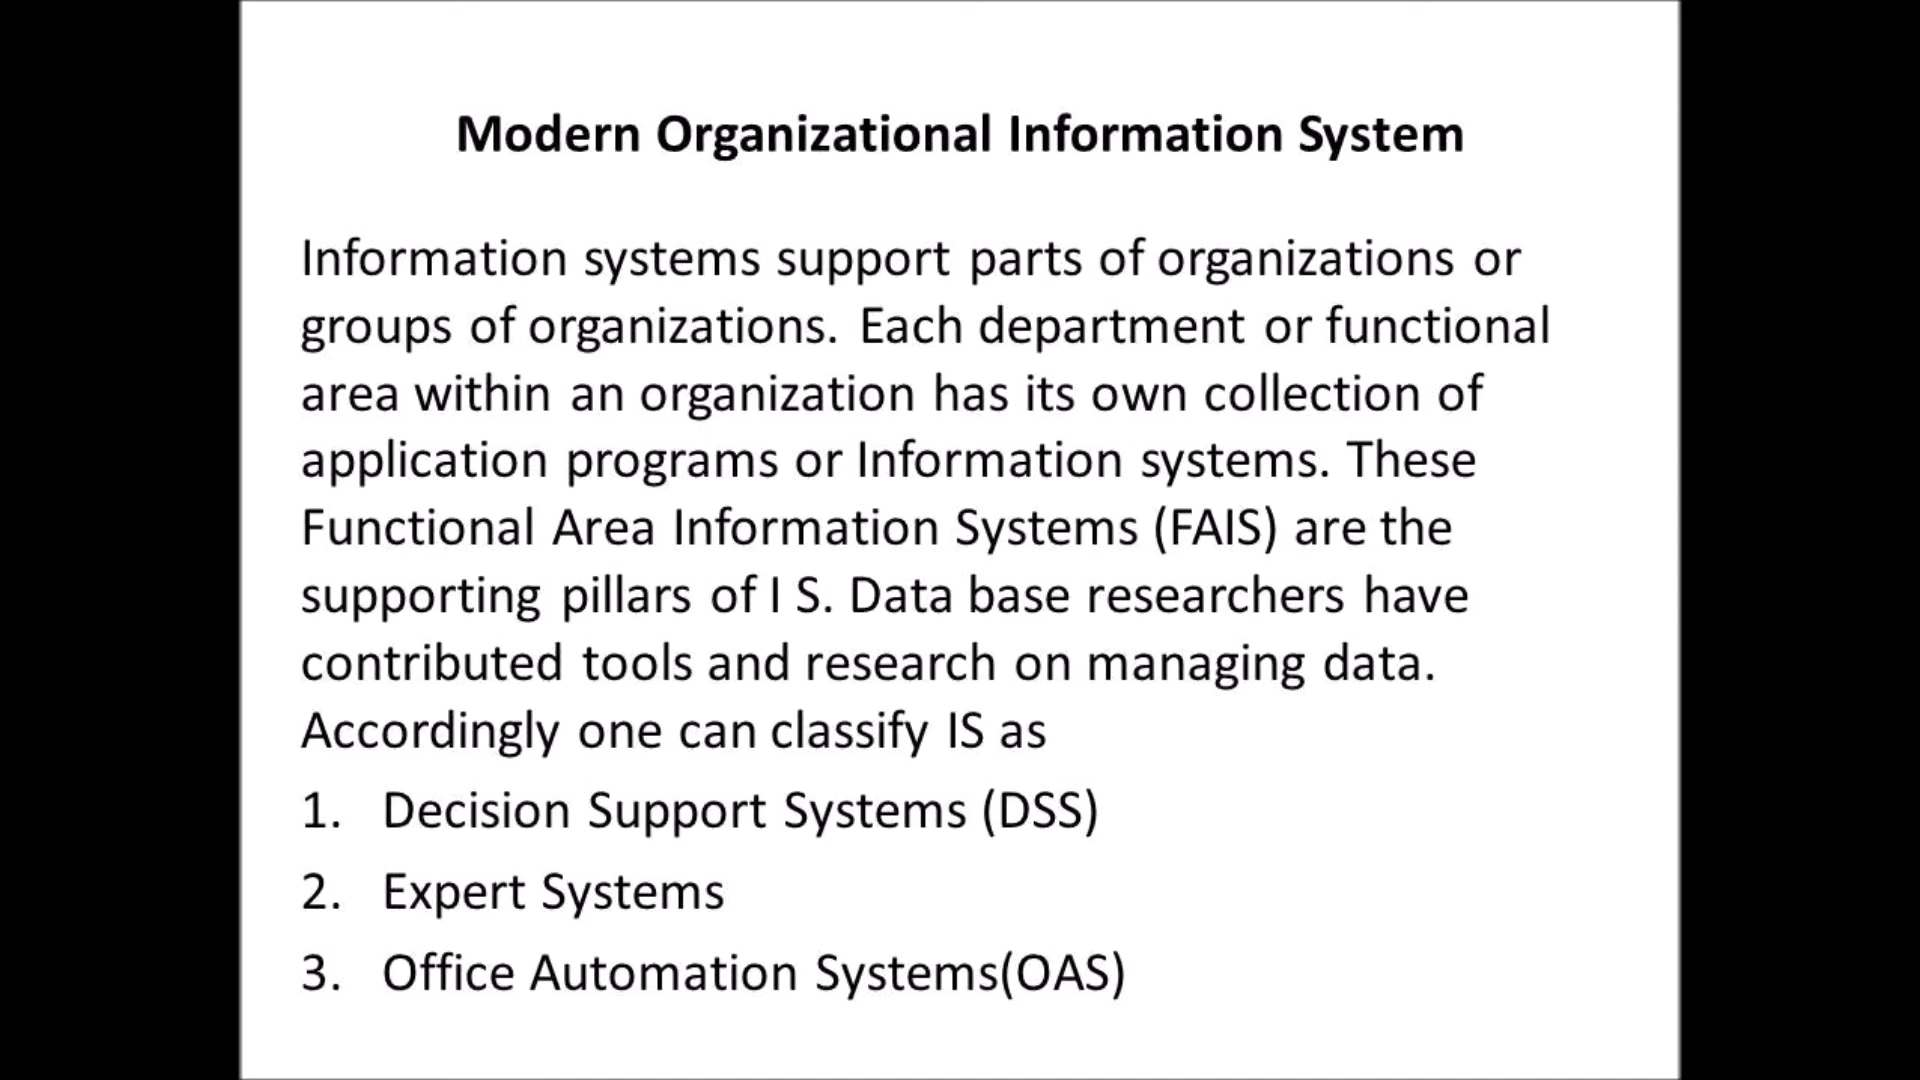 Modern Organizational Information System
Information systems support parts of organizations or
groups of organizations. Each department or functional
area within an organization has its own collection of
application programs or Information systems. These
Functional Area Information Systems (FAIS) are the
supporting pillars of I S. Data base researchers have
contributed tools and research on managing data.
Accordingly one can classify IS as
1. Decision Support Systems (DSS)
2. Expert Systems
3. Office Automation Systems(OAS)